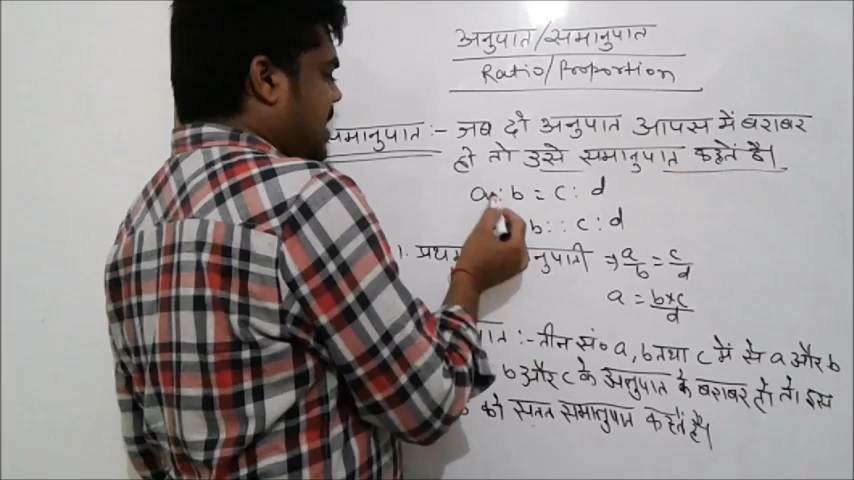 अनुपात/समानुपात
Ratio/Proportion
समानुपात :- जब दो अनुपात आपस में बराबर
हो तो उसे समानुपात कहते है।
a : b = c : d
b : : c : d
1. प्रथम ⇒ a/b = c/d
a = b×c/d
:- तीन सं० a, b तथा c में से a और b
b और c के अनुपात के बराबर हो तो इस
को सतत समानुपात कहते है।